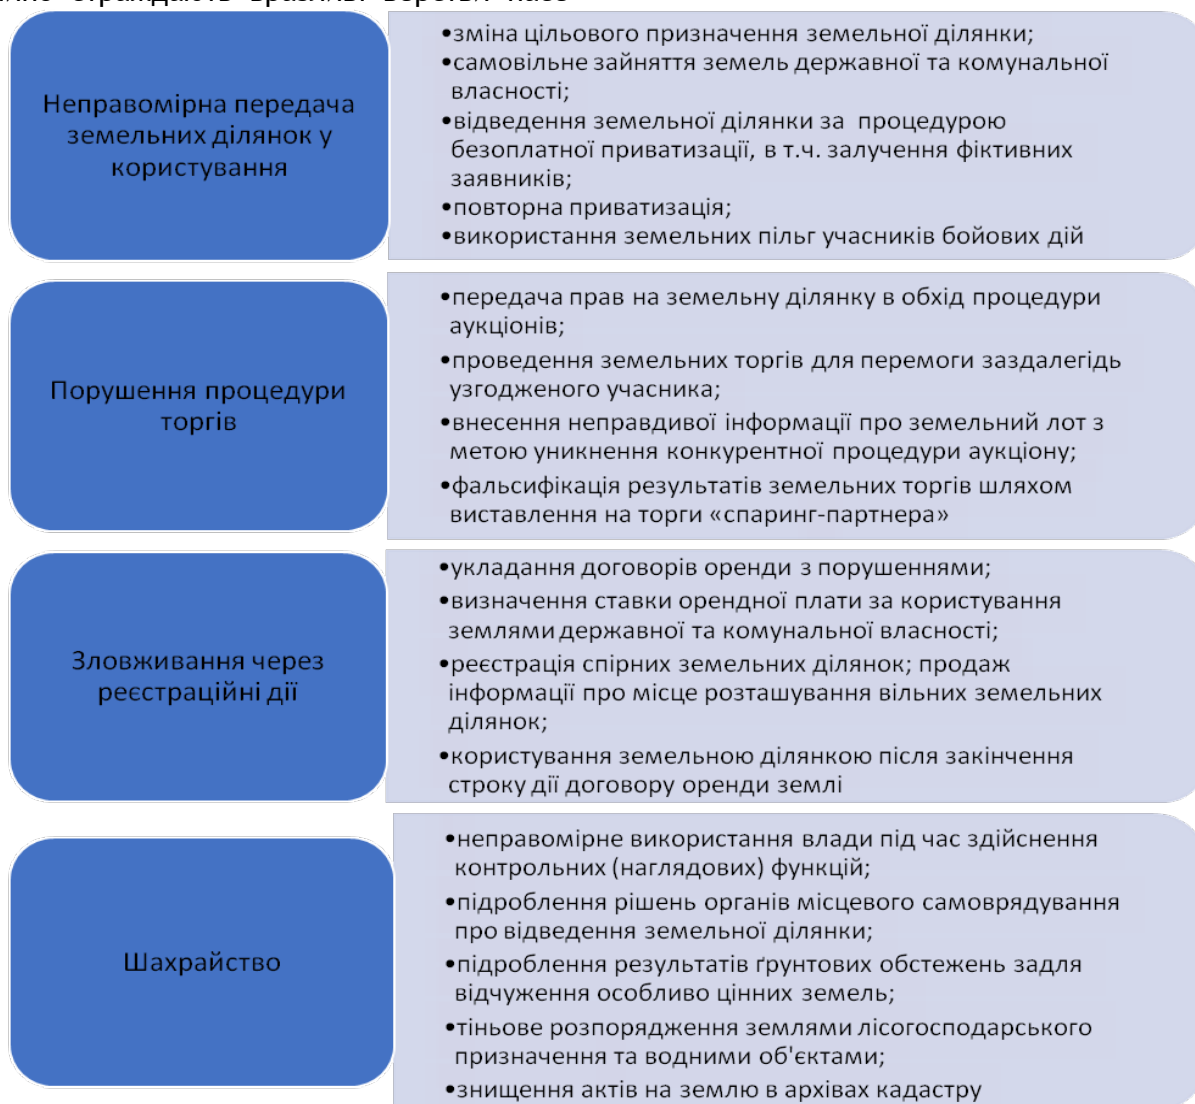 страждають вразливі верстви насе-
Неправомірна передача
земельних ділянок у
користування
•зміна цільового призначення земельної ділянки;
•самовільне зайняття земель державної та комунальної
власності;
•відведення земельної ділянки за процедурою
безоплатної приватизації, в т.ч. залучення фіктивних
заявників;
•повторна приватизація;
•використання земельних пільг учасників бойових дій
Порушення процедури
торгів
•передача прав на земельну ділянку в обхід процедури
аукціонів;
•проведення земельних торгів для перемоги заздалегідь
узгодженого учасника;
•внесення неправдивої інформації про земельний лот з
метою уникнення конкурентної процедури аукціону;
•фальсифікація результатів земельних торгів шляхом
виставлення на торги «спаринг-партнера»
Зловживання через
реєстраційні дії
•укладання договорів оренди з порушеннями;
•визначення ставки орендної плати за користування
землями державної та комунальної власності;
•реєстрація спірних земельних ділянок; продаж
інформації про місце розташування вільних земельних
ділянок;
•користування земельною ділянкою після закінчення
строку дії договору оренди землі
Шахрайство
•неправомірне використання влади під час здійснення
контрольних (наглядових) функцій;
•підроблення рішень органів місцевого самоврядування
про відведення земельної ділянки;
•підроблення результатів ґрунтових обстежень задля
відчуження особливо цінних земель;
•тіньове розпорядження землями лісогосподарського
призначення та водними об'єктами;
•знищення актів на землю в архівах кадастру